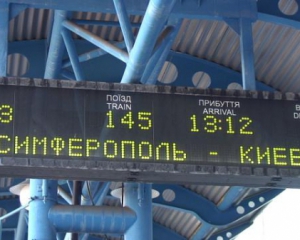 ПОЇЗД ПРИБУТТЯ
TRAIN ARRIVAL
3 145 13:12
СИМФЕРОПОЛЬ - КИЕВ